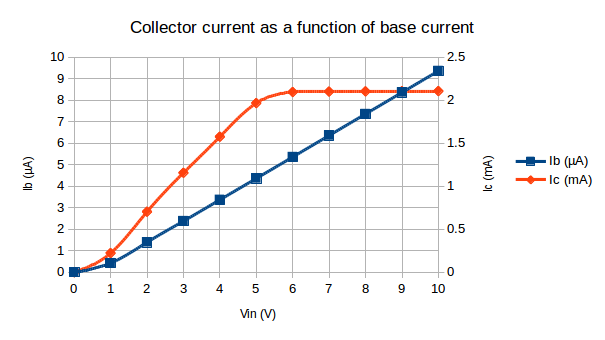 Collector current as a function of base current
10 2.5
9
8 2
7
6 1.5
5
4 1
3
2 0.5
1
0 0
0 1 2 3 4 5 6 7 8 9 10
Ib (µA)
Ic (mA)
Vin (V)
Ib (µA)
Ic (mA)